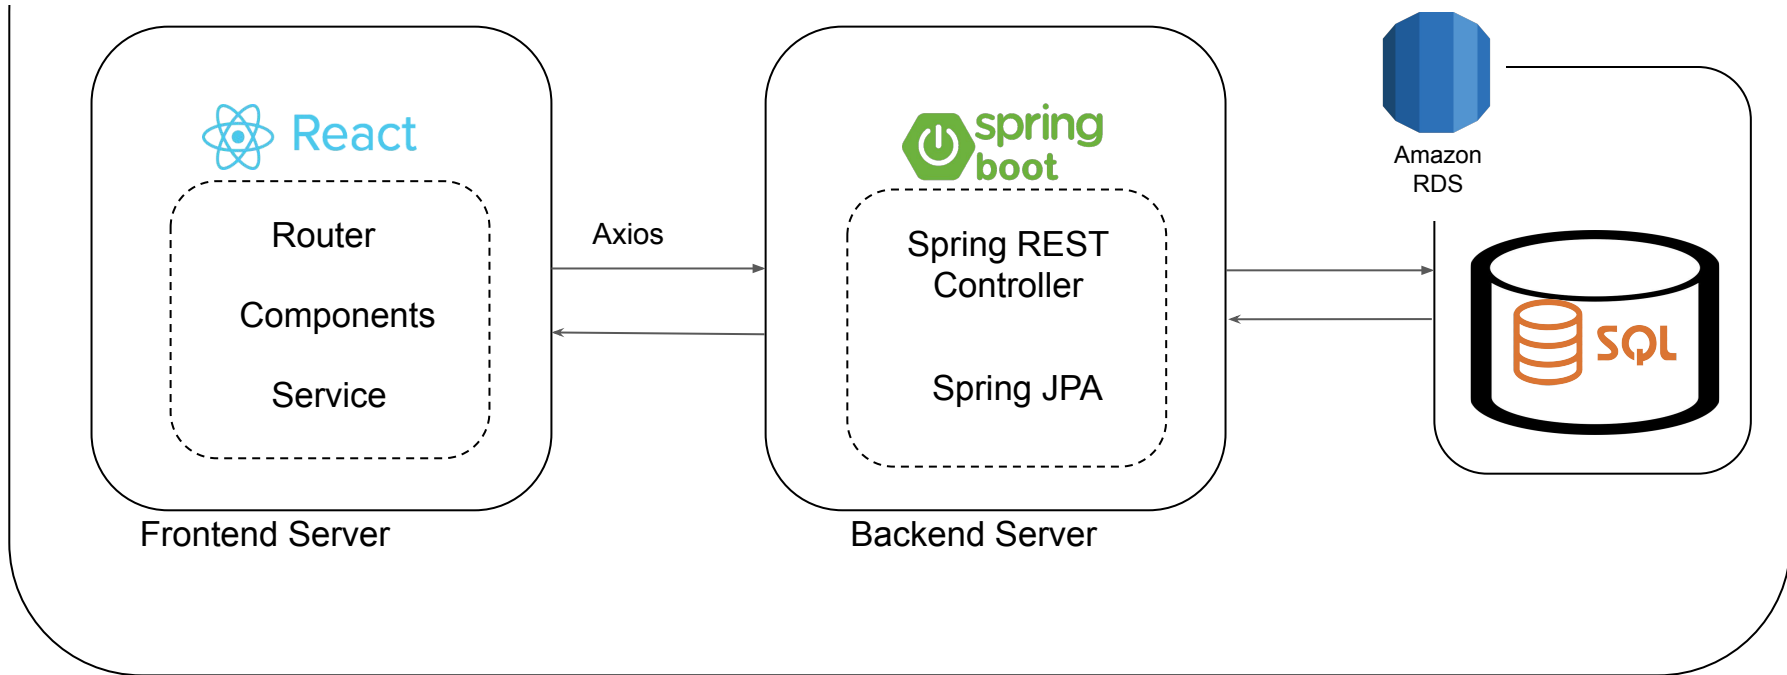 React
Router
Components
Service
Frontend Server
Axios
spring
boot
Spring REST
Controller
Spring JPA
Backend Server
Amazon
RDS
SQL